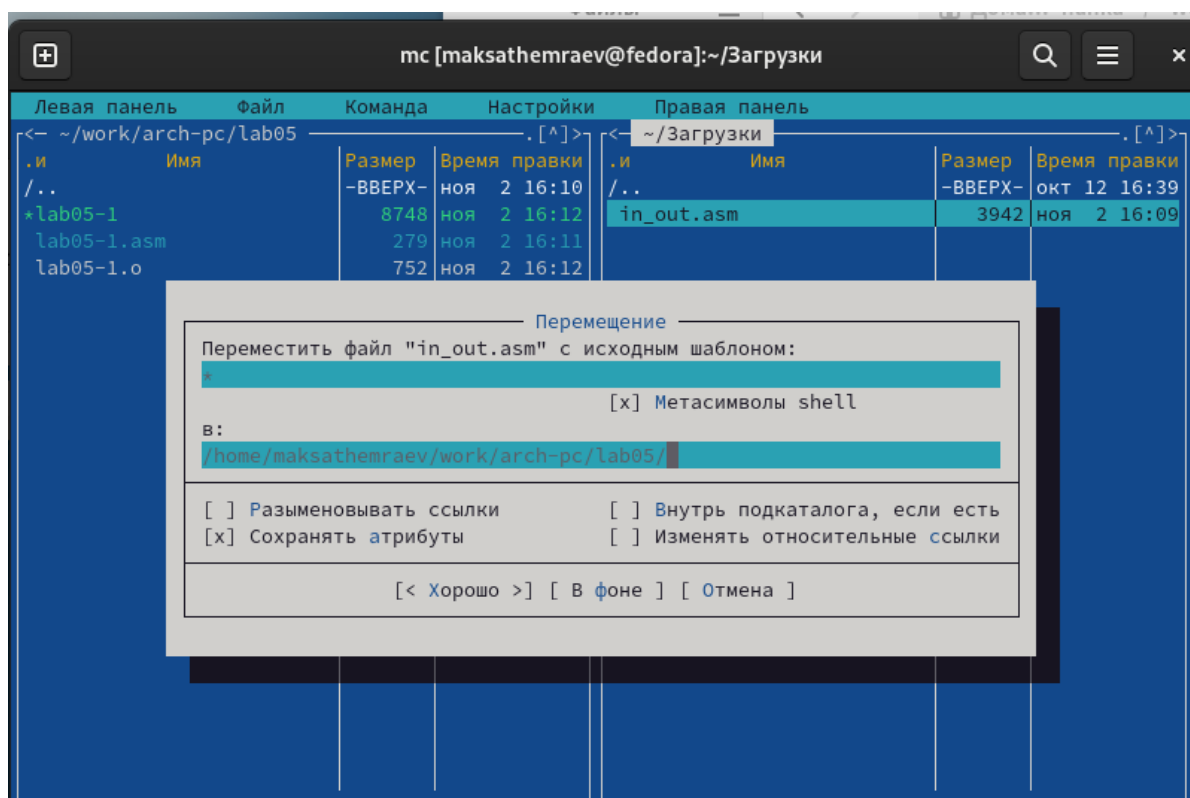 mc [maksathemraev@fedora]:~/Загрузки
Левая панель Файл Команда Настройки Правая панель
<— ~/work/arch-pc/lab05 .[^]> <— ~/Загрузки .[^]>
.и Имя Размер Время правки .и Имя Размер Время правки
/.. -ВВЕРХ- ноя 2 16:10 /.. -ВВЕРХ- окт 12 16:39
*lab05-1 8748 ноя 2 16:12 in_out.asm 3942 ноя 2 16:09
lab05-1.asm 279 ноя 2 16:11
lab05-1.o 752 ноя 2 16:12
Перемещение
Переместить файл "in_out.asm" с исходным шаблоном:
*
[x] Метасимволы shell
в:
/home/maksathemraev/work/arch-pc/lab05/
[ ] Разыменовывать ссылки [ ] Внутрь подкаталога, если есть
[x] Сохранять атрибуты [ ] Изменять относительные ссылки
[< Хорошо >] [ В фоне ] [ Отмена ]